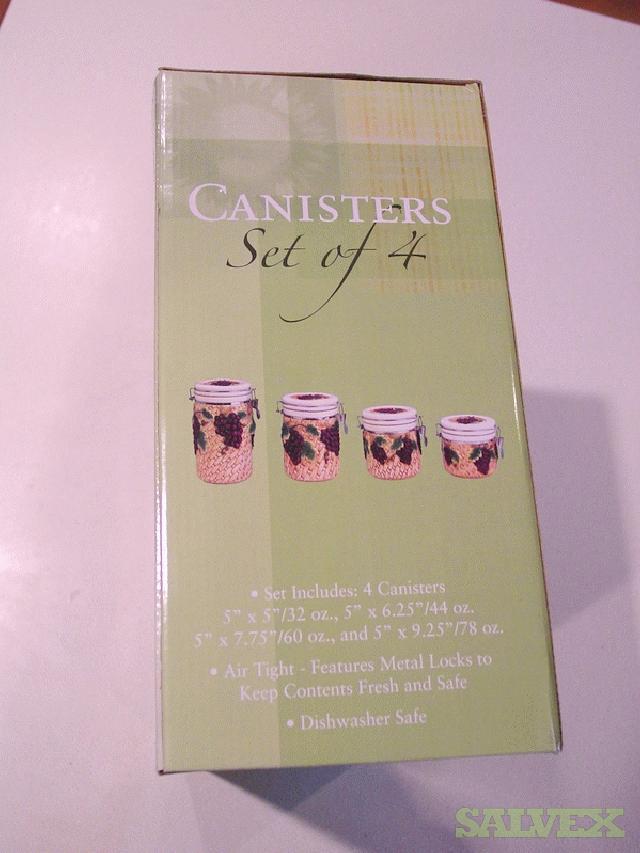 CANISTERS
Set of 4
• Set Includes: 4 Canisters
5" x 5"/32 oz., 5" x 6.25"/44 oz.
5" x 7.75"/60 oz., and 5" x 9.25"/78 oz.
• Air Tight - Features Metal Locks to
Keep Contents Fresh and Safe
• Dishwasher Safe
SALVEX